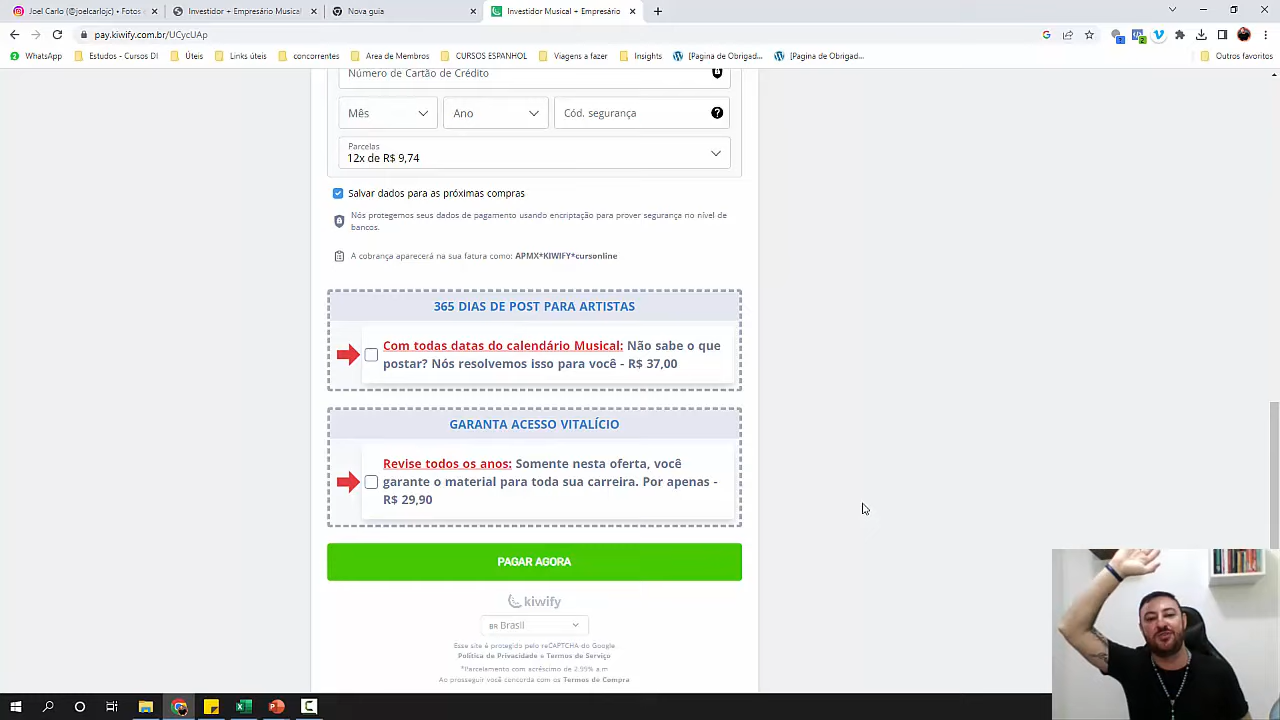 Joel Carlo (@joelcarlojc) • Fotos e
Investidor + Empresário Musical
Nova guia
Investidor Musical + Empresário
pay.kiwify.com.br/UCycUAp
WhatsApp
Estudos - Cursos DI
Úteis
Links úteis
concorrentes
Area de Membros
CURSOS ESPANHOL
Viagens a fazer
Insights
[Pagina de Obrigad...
[Pagina de Obrigad...
Outros favoritos
Número de Cartão de Crédito
Mês
Ano
Cód. segurança
Parcelas
12x de R$ 9,74
Salvar dados para as próximas compras
Nós protegemos seus dados de pagamento usando encriptação para prover segurança no nível de
bancos.
A cobrança aparecerá na sua fatura como: APMX*KIWIFY*cursonline
365 DIAS DE POST PARA ARTISTAS
Com todas datas do calendário Musical: Não sabe o que
postar? Nós resolvemos isso para você - R$ 37,00
GARANTA ACESSO VITALÍCIO
Revise todos os anos: Somente nesta oferta, você
garante o material para toda sua carreira. Por apenas -
R$ 29,90
PAGAR AGORA
kiwify
BR Brasil
Esse site é protegido pelo reCAPTCHA do Google
Política de Privacidade e Termos de Serviço
*Parcelamento com acréscimo de 2,99% a.m
Ao prosseguir você concorda com os Termos de Compra